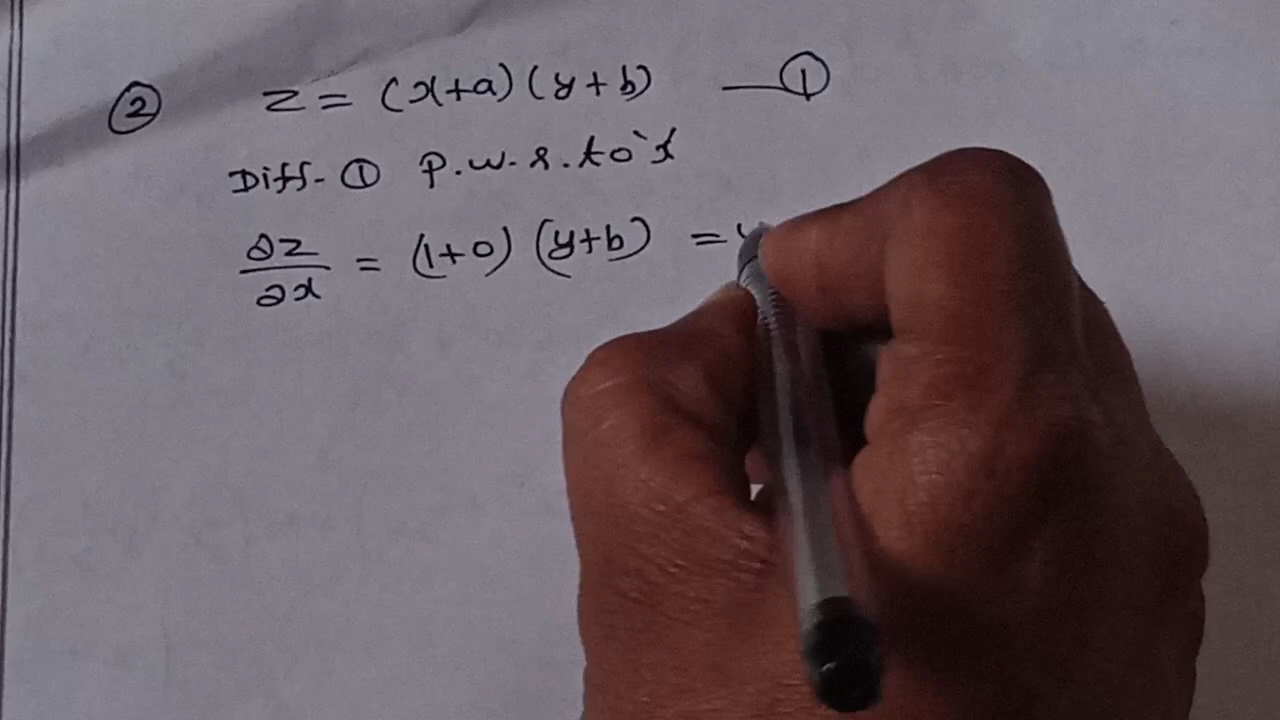 ② z = (x+a)(y+b) — ①
Diff. ① P.w.r.to 'x
∂z/∂x = (1+0) (y+b) = y